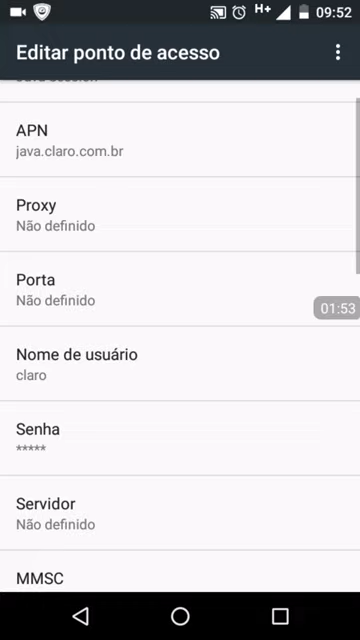 H+ 09:52
Editar ponto de acesso
APN
java.claro.com.br
Proxy
Não definido
Porta
Não definido
01:53
Nome de usuário
claro
Senha
*****
Servidor
Não definido
MMSC